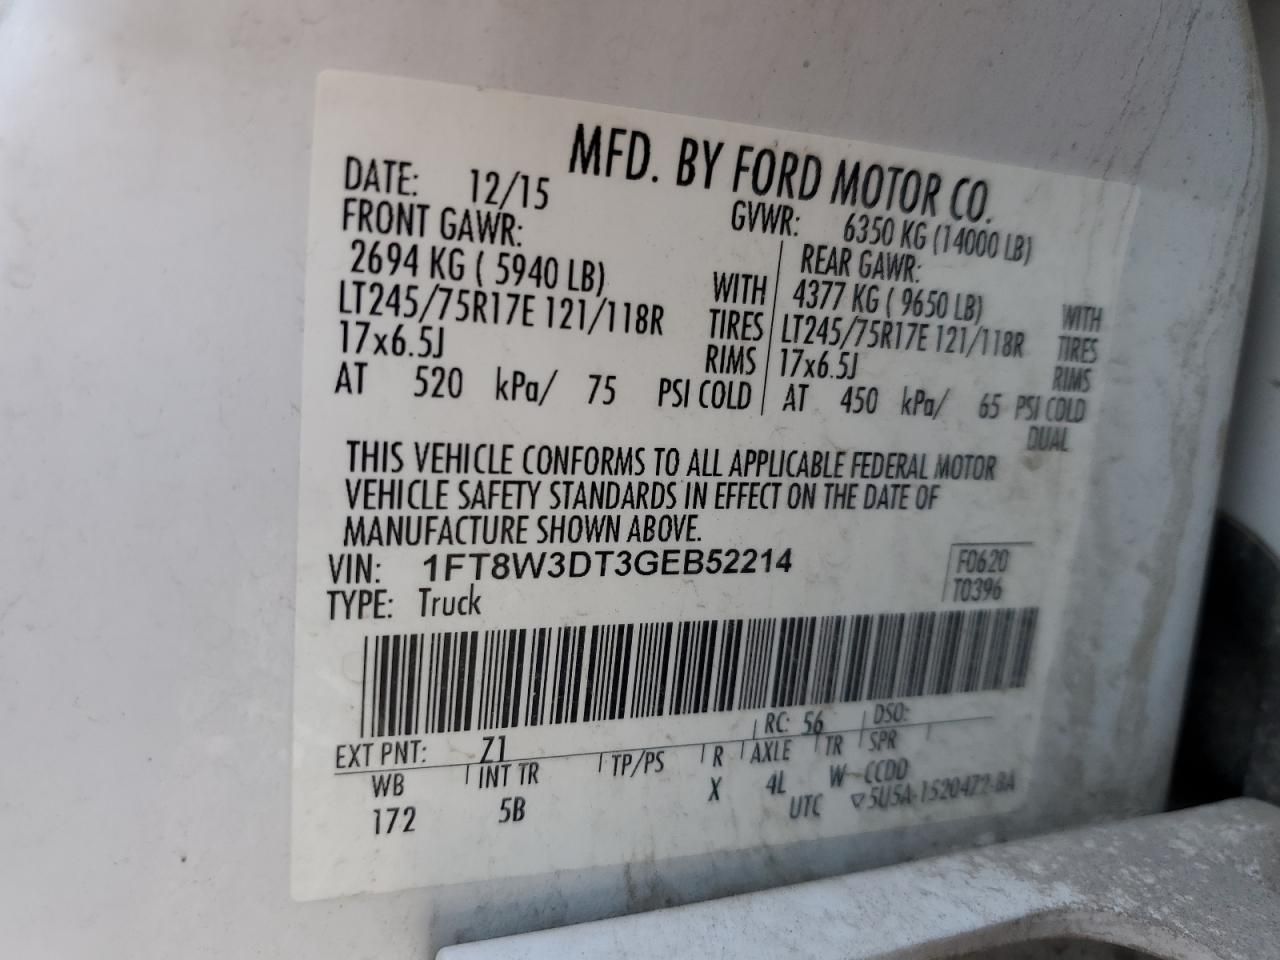 MFD. BY FORD MOTOR CO.
DATE: 12/15 GVWR: 6350 KG (14000 LB)
FRONT GAWR: REAR GAWR:
2694 KG ( 5940 LB) WITH 4377 KG ( 9650 LB) WITH
LT245/75R17E 121/118R TIRES LT245/75R17E 121/118R TIRES
17x6.5J RIMS 17x6.5J RIMS
AT 520 kPa/ 75 PSI COLD AT 450 kPa/ 65 PSI COLD
DUAL
THIS VEHICLE CONFORMS TO ALL APPLICABLE FEDERAL MOTOR
VEHICLE SAFETY STANDARDS IN EFFECT ON THE DATE OF
MANUFACTURE SHOWN ABOVE.
VIN: 1FT8W3DT3GEB52214 F0620
TYPE: Truck T0396
EXT PNT: Z1 RC: 56 DSO:
WB INT TR TP/PS R AXLE TR SPR
172 5B X 4L W CCDD
UTC ▽5U5A-1520472-BA